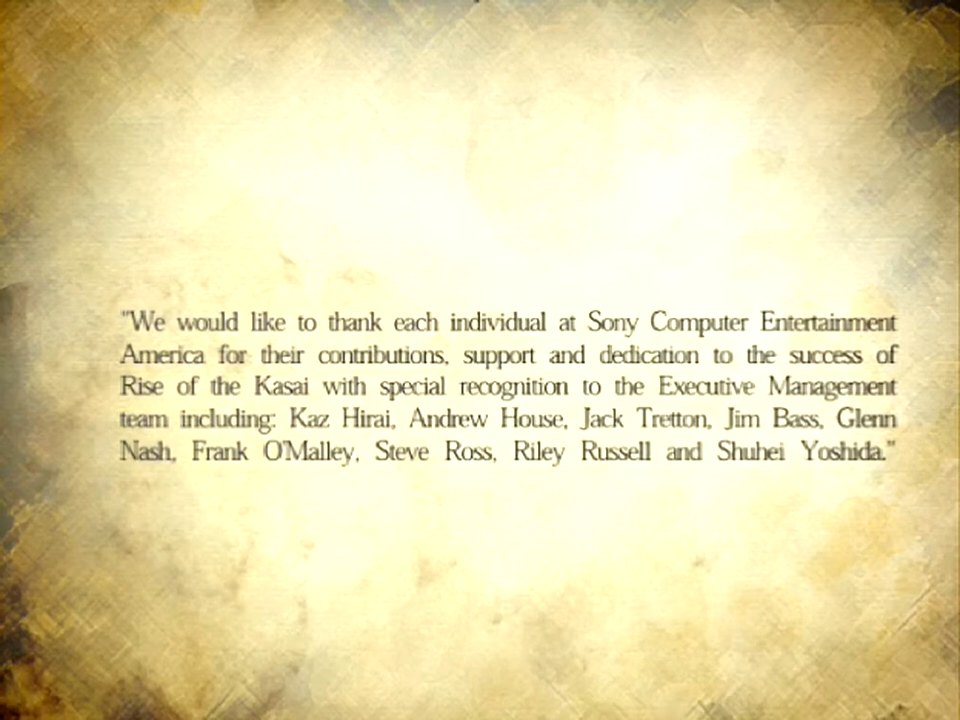 "We would like to thank each individual at Sony Computer Entertainment
America for their contributions, support and dedication to the success of
Rise of the Kasai with special recognition to the Executive Management
team including: Kaz Hirai, Andrew House, Jack Tretton, Jim Bass, Glenn
Nash, Frank O'Malley, Steve Ross, Riley Russell and Shuhei Yoshida."